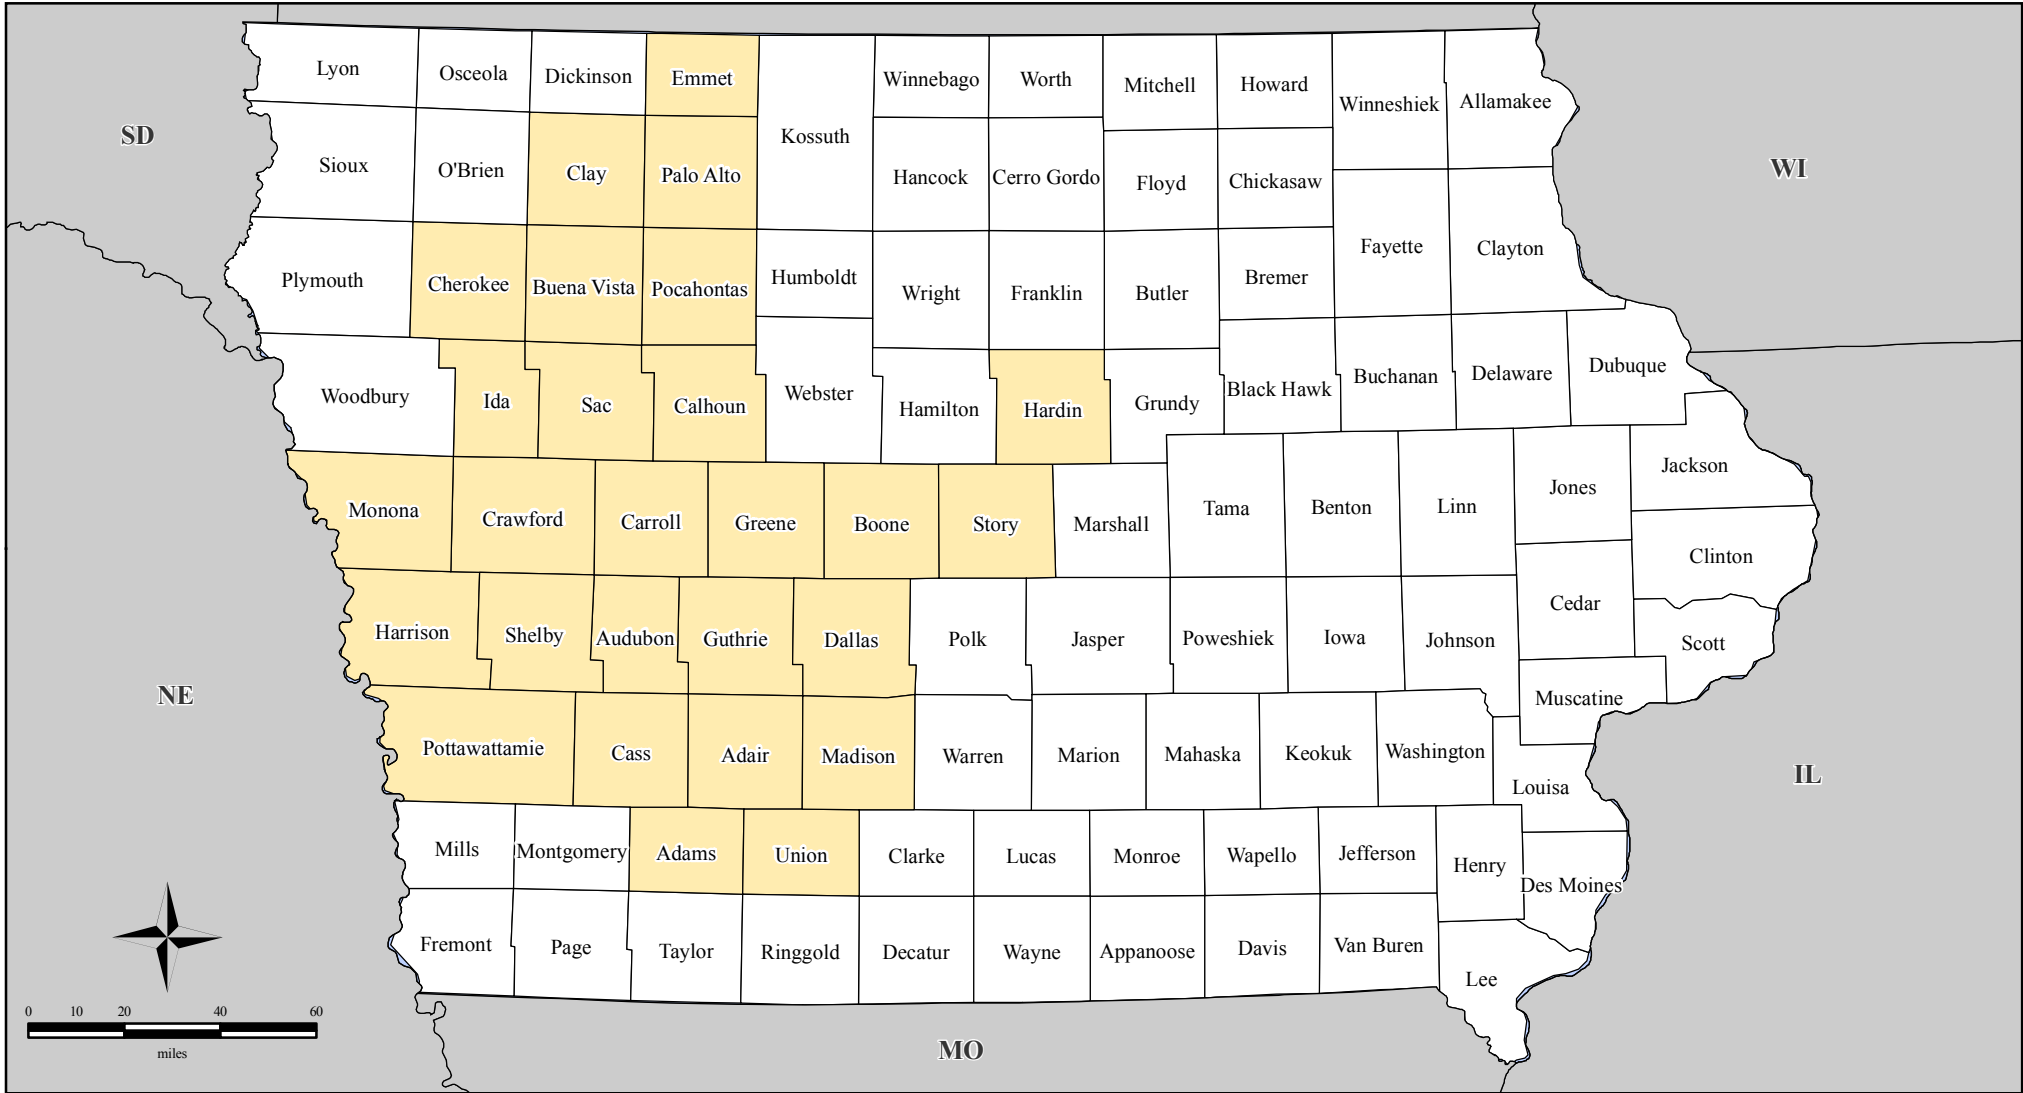 Lyon
Osceola
Dickinson
Emmet
Kossuth
Winnebago
Worth
Mitchell
Howard
Winneshiek
Allamakee
SD
Sioux
O'Brien
Clay
Palo Alto
Hancock
Cerro Gordo
Floyd
Chickasaw
WI
Plymouth
Cherokee
Buena Vista
Pocahontas
Humboldt
Wright
Franklin
Butler
Bremer
Fayette
Clayton
Woodbury
Ida
Sac
Calhoun
Webster
Hamilton
Hardin
Grundy
Black Hawk
Buchanan
Delaware
Dubuque
Monona
Crawford
Carroll
Greene
Boone
Story
Marshall
Tama
Benton
Linn
Jones
Jackson
Clinton
Harrison
Shelby
Audubon
Guthrie
Dallas
Polk
Jasper
Poweshiek
Iowa
Johnson
Cedar
Scott
NE
Muscatine
Pottawattamie
Cass
Adair
Madison
Warren
Marion
Mahaska
Keokuk
Washington
Louisa
IL
Mills
Montgomery
Adams
Union
Clarke
Lucas
Monroe
Wapello
Jefferson
Henry
Des Moines
Fremont
Page
Taylor
Ringgold
Decatur
Wayne
Appanoose
Davis
Van Buren
Lee
0 10 20 40 60
miles
MO